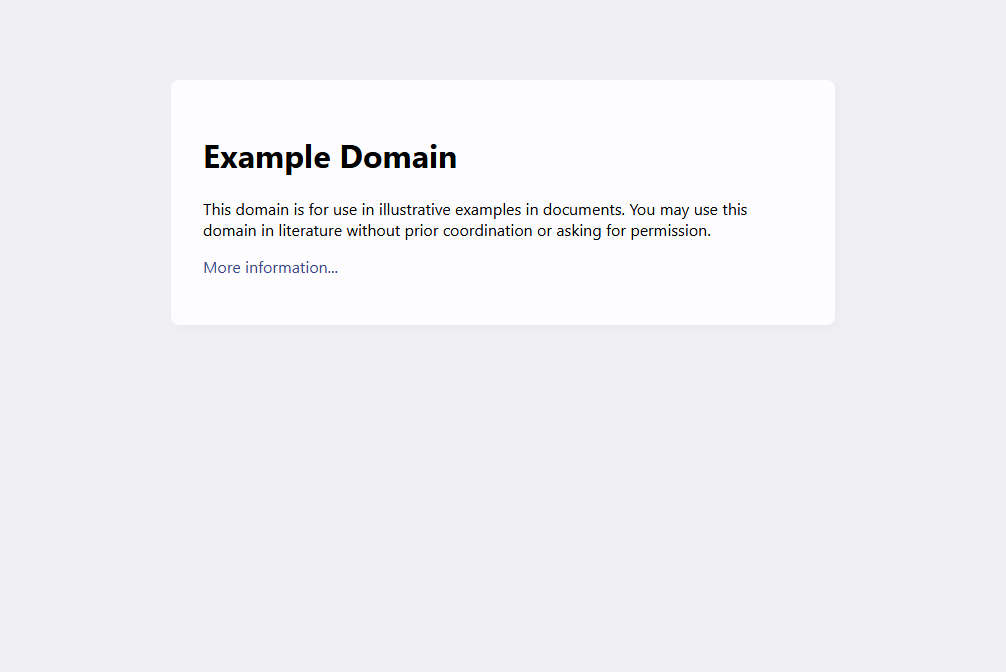 Example Domain
This domain is for use in illustrative examples in documents. You may use this
domain in literature without prior coordination or asking for permission.
More information...